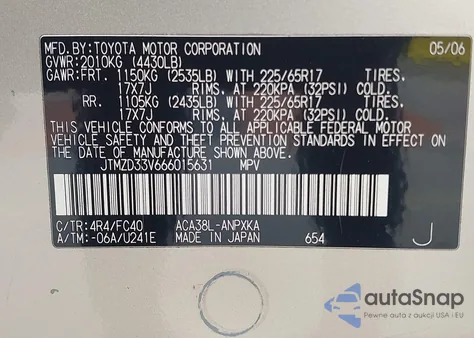 MFD.BY:TOYOTA MOTOR CORPORATION 05/06
GVWR:2010KG (4430LB)
GAWR:FRT. 1150KG (2535LB) WITH 225/65R17 TIRES.
17X7J RIMS. AT 220KPA (32PSI) COLD.
RR. 1105KG (2435LB) WITH 225/65R17 TIRES.
17X7J RIMS. AT 220KPA (32PSI) COLD.
THIS VEHICLE CONFORMS TO ALL APPLICABLE FEDERAL MOTOR
VEHICLE SAFETY AND THEFT PREVENTION STANDARDS IN EFFECT
ON THE DATE OF MANUFACTURE SHOWN ABOVE.
JTMZD33V666015631 MPV
C/TR:4R4/FC40 ACA38L-ANPXKA
A/TM:-06A/U241E MADE IN JAPAN 654 J
autoSnap
Pewne auta z aukcji USA i EU